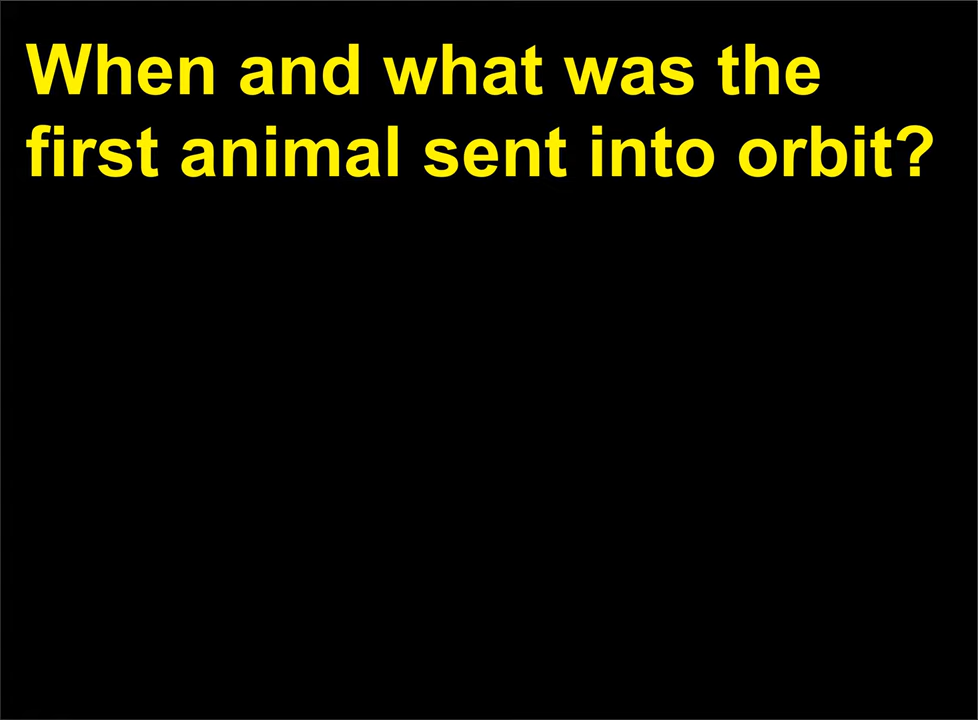 When and what was the
first animal sent into orbit?